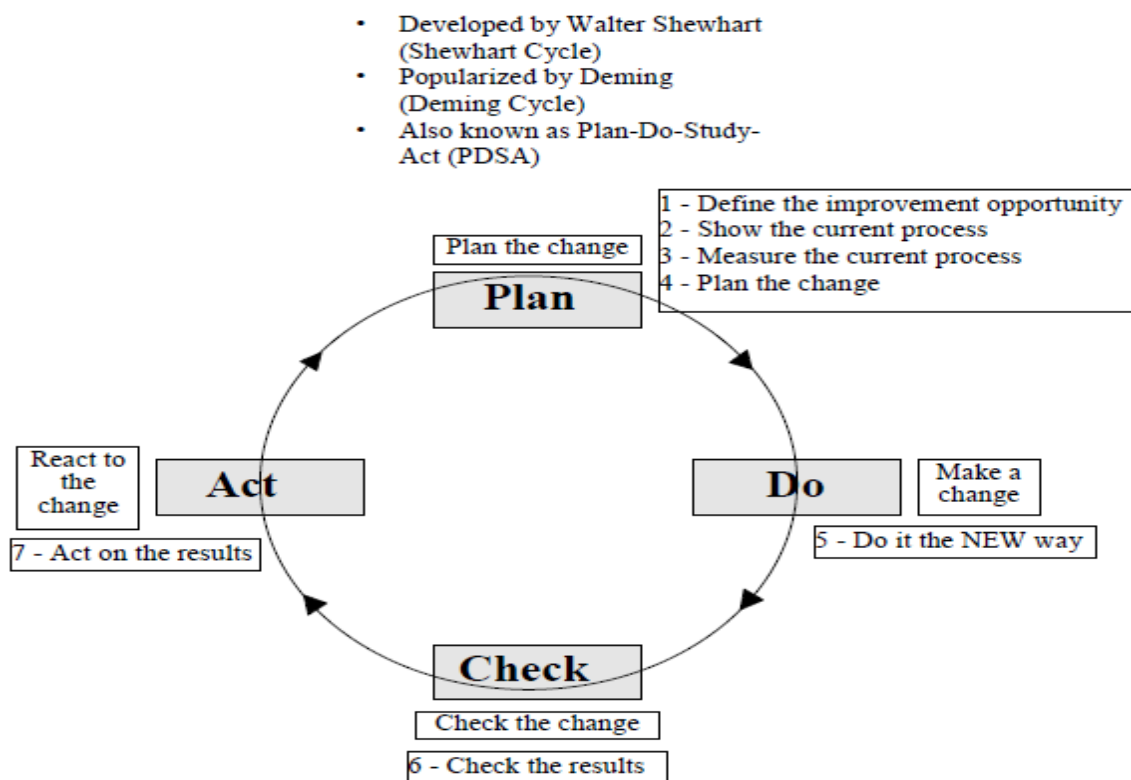 • Developed by Walter Shewhart
(Shewhart Cycle)
• Popularized by Deming
(Deming Cycle)
• Also known as Plan-Do-Study-
Act (PDSA)
1 - Define the improvement opportunity
2 - Show the current process
3 - Measure the current process
4 - Plan the change
Plan the change
Plan
React to
the
change
Act
7 - Act on the results
Do
Make a
change
5 - Do it the NEW way
Check
Check the change
6 - Check the results